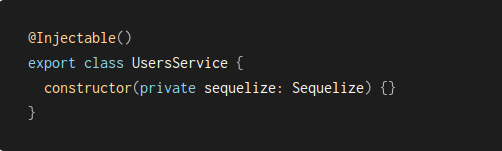 @Injectable()
export class UsersService {
  constructor(private sequelize: Sequelize) {}
}